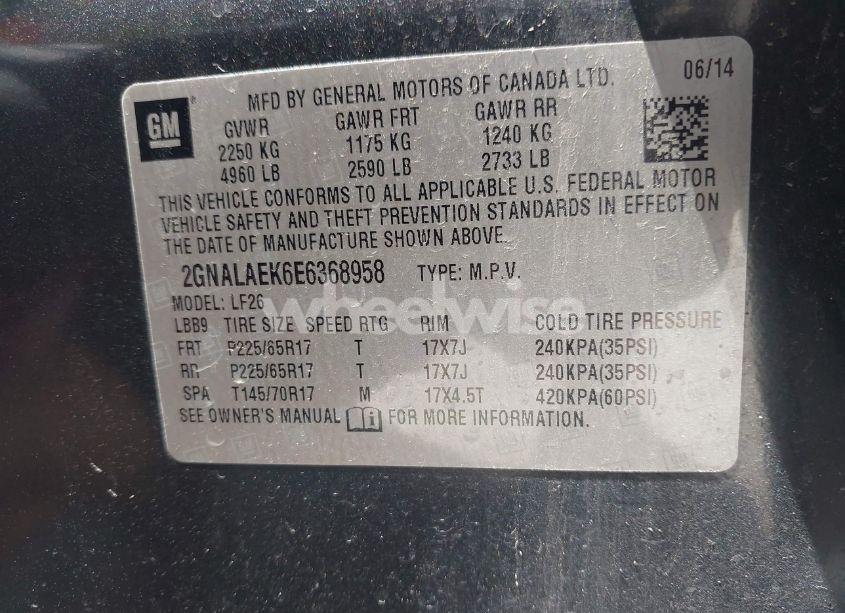 GM
MFD BY GENERAL MOTORS OF CANADA LTD.
06/14
GVWR GAWR FRT GAWR RR
2250 KG 1175 KG 1240 KG
4960 LB 2590 LB 2733 LB
THIS VEHICLE CONFORMS TO ALL APPLICABLE U.S. FEDERAL MOTOR
VEHICLE SAFETY AND THEFT PREVENTION STANDARDS IN EFFECT ON
THE DATE OF MANUFACTURE SHOWN ABOVE.
2GNALAEK6E6368958 TYPE: M.P.V.
MODEL: LF26
wheelwise
LBB9 TIRE SIZE SPEED RTG RIM COLD TIRE PRESSURE
FRT P225/65R17 T 17X7J 240KPA(35PSI)
RR P225/65R17 T 17X7J 240KPA(35PSI)
SPA T145/70R17 M 17X4.5T 420KPA(60PSI)
SEE OWNER'S MANUAL i FOR MORE INFORMATION.